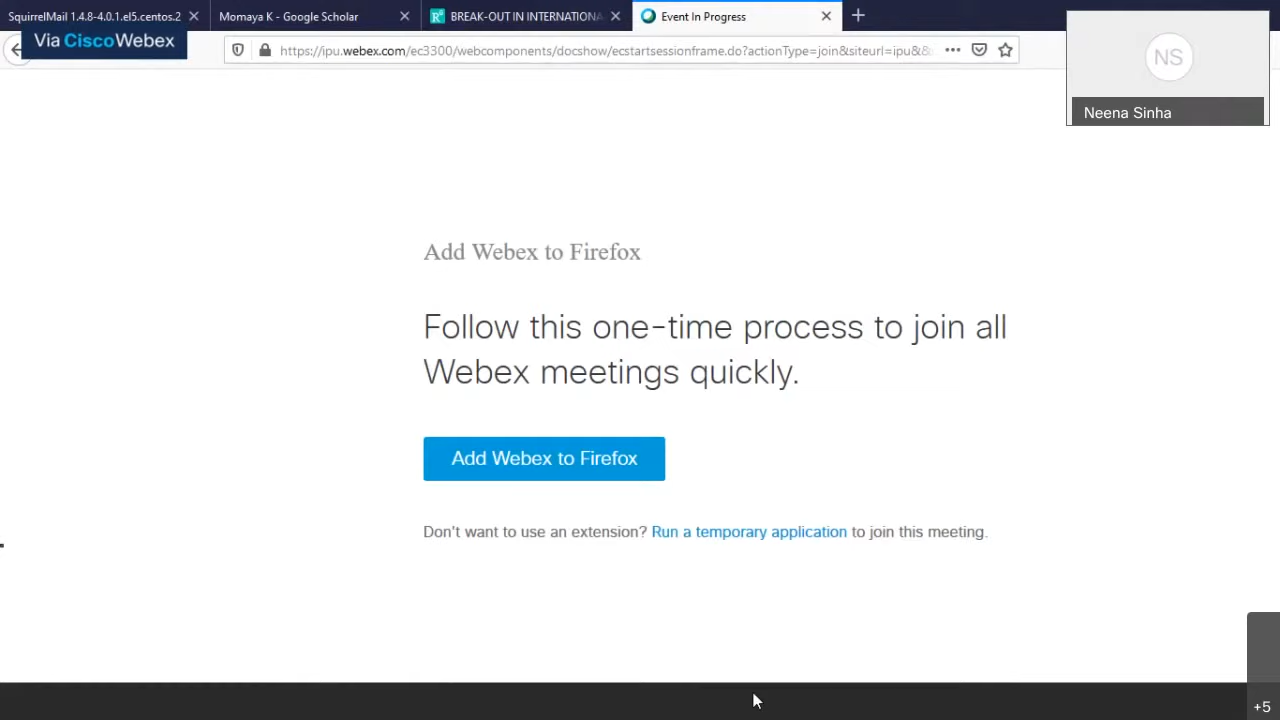 SquirrelMail 1.4.8-4.0.1.el5.centos.2
Momaya K - Google Scholar
BREAK-OUT IN INTERNATIONA
Event In Progress
Via CiscoWebex
https://ipu.webex.com/ec3300/webcomponents/docshow/ecstartsessionframe.do?actionType=join&siteurl=ipu&
NS
Neena Sinha
Add Webex to Firefox
Follow this one-time process to join all
Webex meetings quickly.
Add Webex to Firefox
Don't want to use an extension? Run a temporary application to join this meeting.
+5